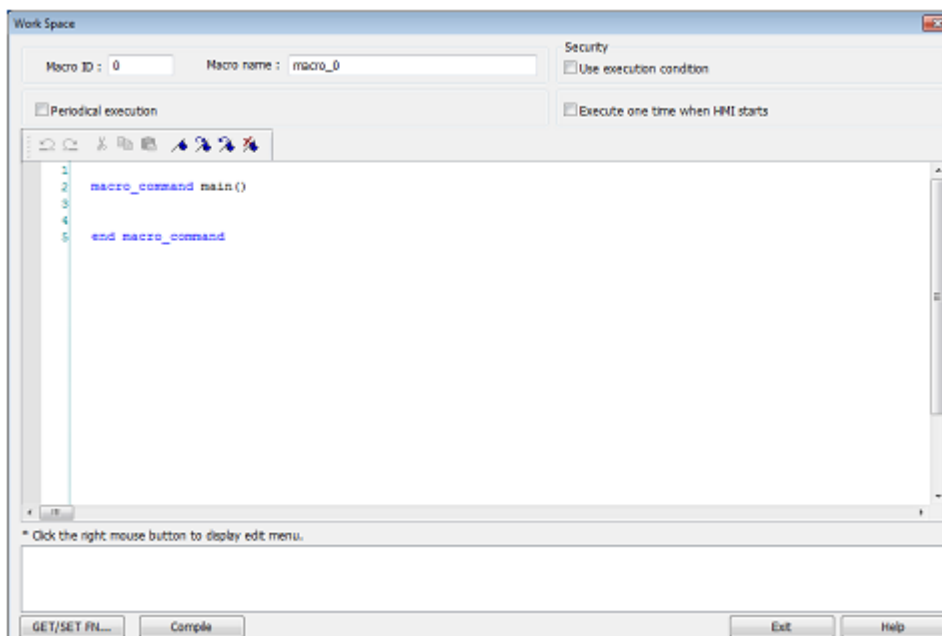 Work Space
Macro ID : 0 Macro name : macro_0
Security
Use execution condition
Periodical execution
Execute one time when HMI starts
1
2 macro_command main()
3
4
5 end macro_command
* Click the right mouse button to display edit menu.
GET/SET FN... Compile Exit Help